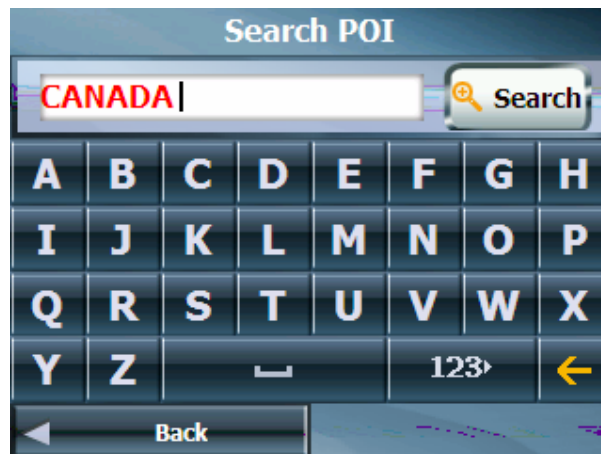 Search POI
CANADA Search
A B C D E F G H
I J K L M N O P
Q R S T U V W X
Y Z 123
Back